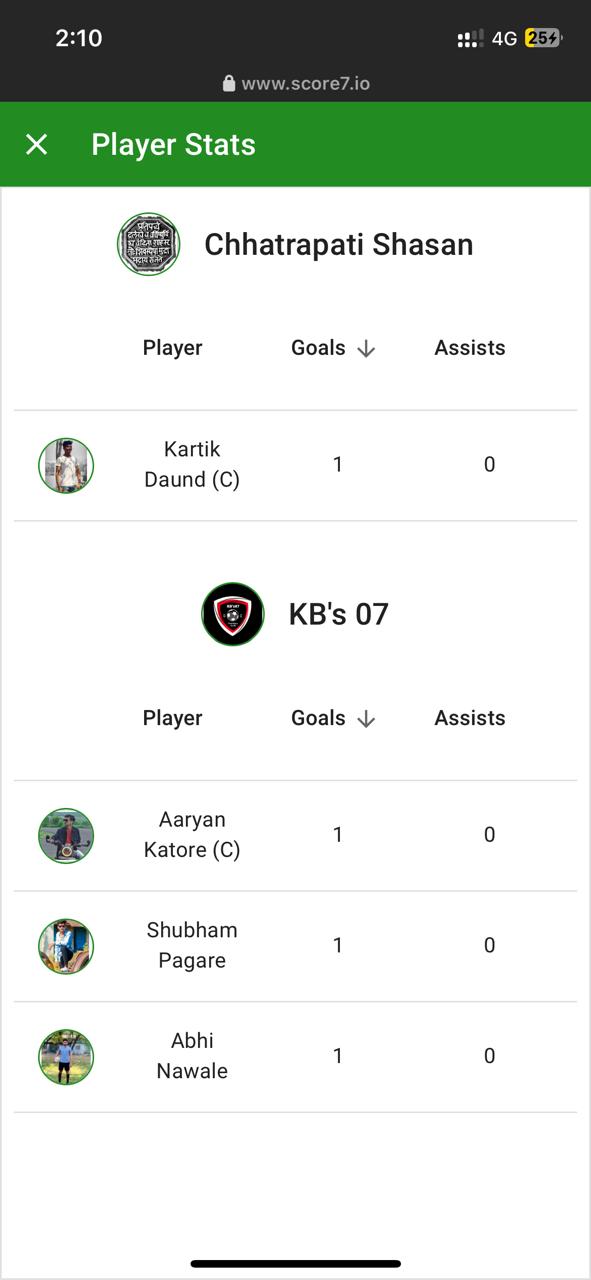 2:10
4G
25
www.score7.io
Player Stats
Chhatrapati Shasan
Player Goals Assists
Kartik
Daund (C)
1 0
KB's 07
Player Goals Assists
Aaryan
Katore (C)
1 0
Shubham
Pagare
1 0
Abhi
Nawale
1 0